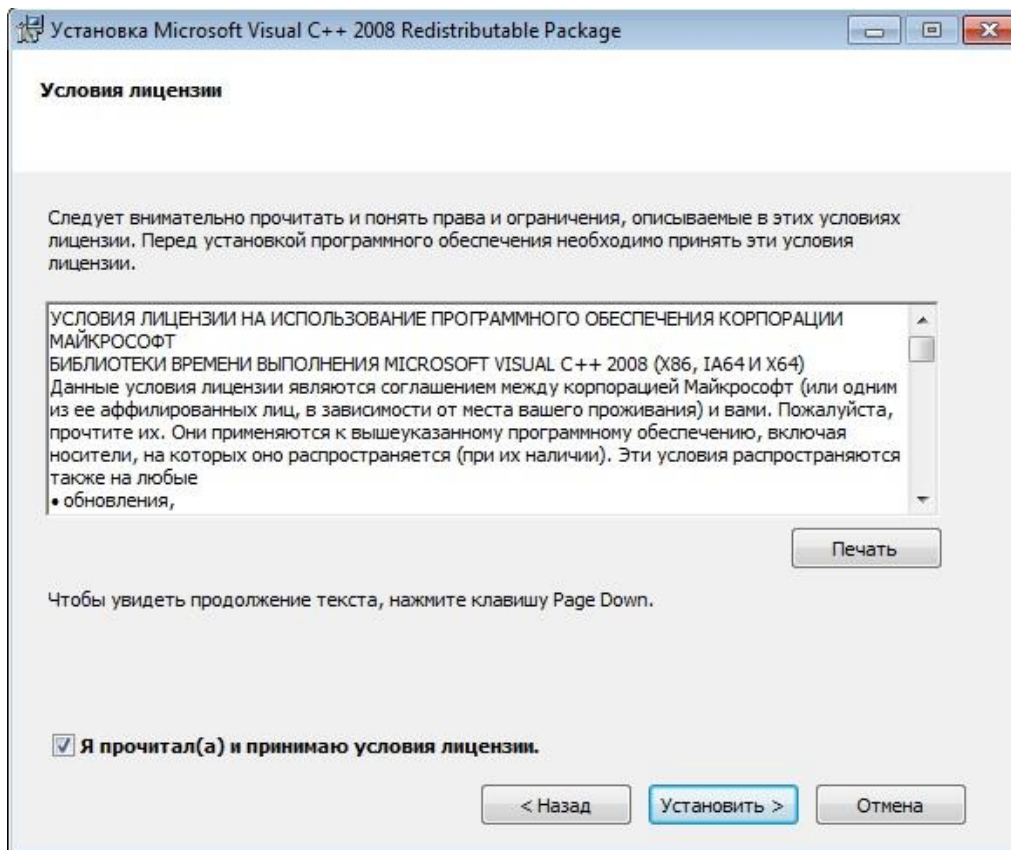 Установка Microsoft Visual C++ 2008 Redistributable Package
Условия лицензии
Следует внимательно прочитать и понять права и ограничения, описываемые в этих условиях
лицензии. Перед установкой программного обеспечения необходимо принять эти условия
лицензии.
УСЛОВИЯ ЛИЦЕНЗИИ НА ИСПОЛЬЗОВАНИЕ ПРОГРАММНОГО ОБЕСПЕЧЕНИЯ КОРПОРАЦИИ
МАЙКРОСОФТ
БИБЛИОТЕКИ ВРЕМЕНИ ВЫПОЛНЕНИЯ MICROSOFT VISUAL C++ 2008 (X86, IA64 И X64)
Данные условия лицензии являются соглашением между корпорацией Майкрософт (или одним
из ее аффилированных лиц, в зависимости от места вашего проживания) и вами. Пожалуйста,
прочтите их. Они применяются к вышеуказанному программному обеспечению, включая
носители, на которых оно распространяется (при их наличии). Эти условия распространяются
также на любые
• обновления,
Печать
Чтобы увидеть продолжение текста, нажмите клавишу Page Down.
Я прочитал(а) и принимаю условия лицензии.
< Назад
Установить >
Отмена